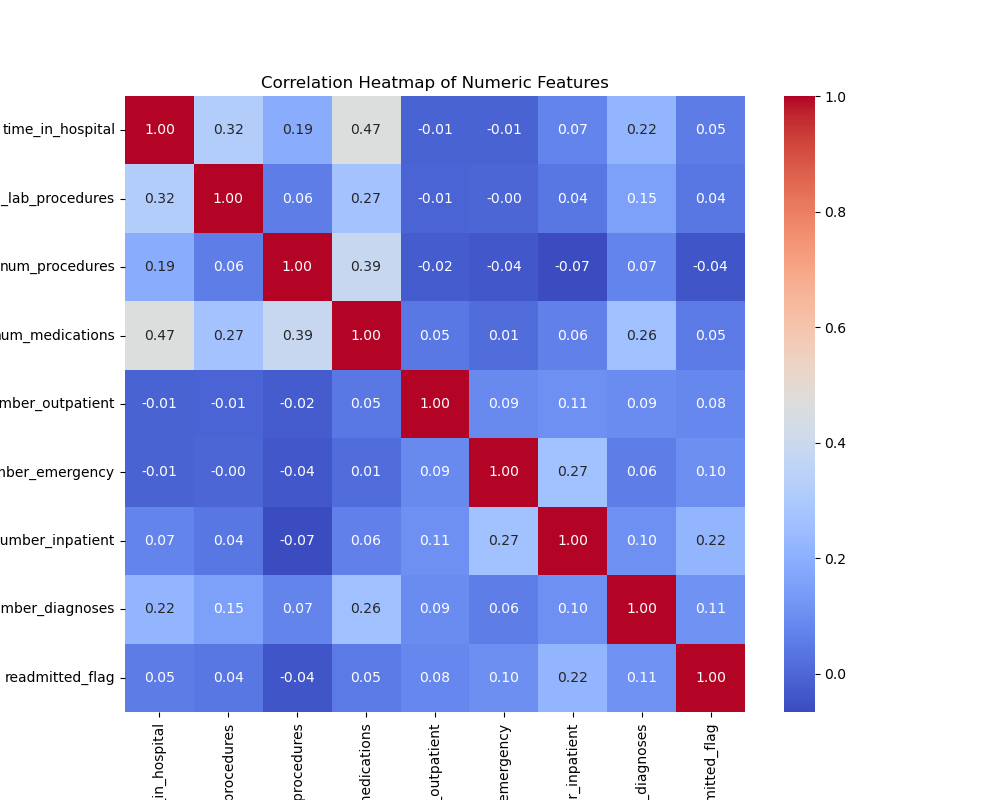 Correlation Heatmap of Numeric Features
time_in_hospital 1.00 0.32 0.19 0.47 -0.01 -0.01 0.07 0.22 0.05
_lab_procedures 0.32 1.00 0.06 0.27 -0.01 -0.00 0.04 0.15 0.04
num_procedures 0.19 0.06 1.00 0.39 -0.02 -0.04 -0.07 0.07 -0.04
num_medications 0.47 0.27 0.39 1.00 0.05 0.01 0.06 0.26 0.05
mber_outpatient -0.01 -0.01 -0.02 0.05 1.00 0.09 0.11 0.09 0.08
mber_emergency -0.01 -0.00 -0.04 0.01 0.09 1.00 0.27 0.06 0.10
umber_inpatient 0.07 0.04 -0.07 0.06 0.11 0.27 1.00 0.10 0.22
mber_diagnoses 0.22 0.15 0.07 0.26 0.09 0.06 0.10 1.00 0.11
readmitted_flag 0.05 0.04 -0.04 0.05 0.08 0.10 0.22 0.11 1.00
in_hospital
procedures
procedures
medications
_outpatient
emergency
r_inpatient
_diagnoses
mitted_flag
1.0
0.8
0.6
0.4
0.2
0.0